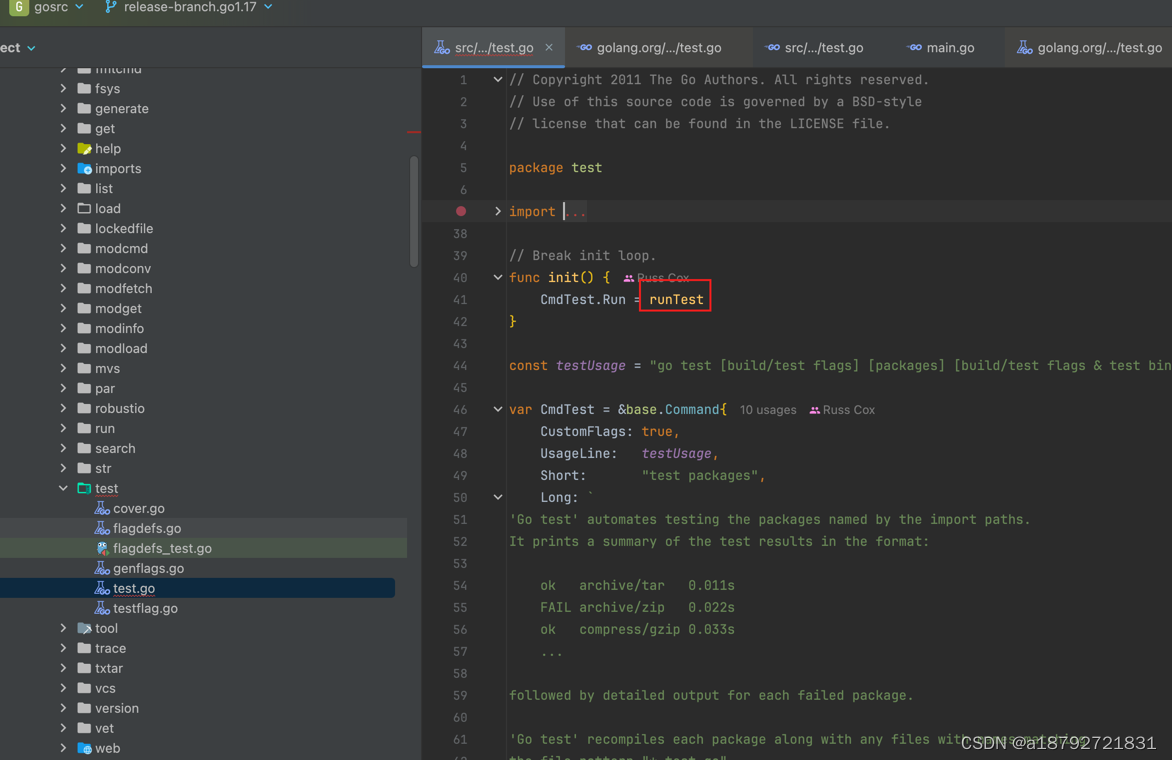 G gosrc release-branch.go1.17
ect
src/.../test.go × golang.org/.../test.go src/.../test.go main.go golang.org/.../test.go
fmtcmd
fsys
generate
get
help
imports
list
load
lockedfile
modcmd
modconv
modfetch
modget
modinfo
modload
mvs
par
robustio
run
search
str
test
cover.go
flagdefs.go
flagdefs_test.go
genflags.go
test.go
testflag.go
tool
trace
txtar
vcs
version
vet
web
1 // Copyright 2011 The Go Authors. All rights reserved.
2 // Use of this source code is governed by a BSD-style
3 // license that can be found in the LICENSE file.
4
5 package test
6
import ...
38
39 // Break init loop.
40 func init() { Russ Cox
41 CmdTest.Run = runTest
42 }
43
44 const testUsage = "go test [build/test flags] [packages] [build/test flags & test bin
45
46 var CmdTest = &base.Command{ 10 usages Russ Cox
47 CustomFlags: true,
48 UsageLine: testUsage,
49 Short: "test packages",
50 Long: `
51 'Go test' automates testing the packages named by the import paths.
52 It prints a summary of the test results in the format:
53
54 ok archive/tar 0.011s
55 FAIL archive/zip 0.022s
56 ok compress/gzip 0.033s
57 ...
58
59 followed by detailed output for each failed package.
60
61 'Go test' recompiles each package along with any files with names matching
CSDN @a18792721831
the file pattern "*_test.go"